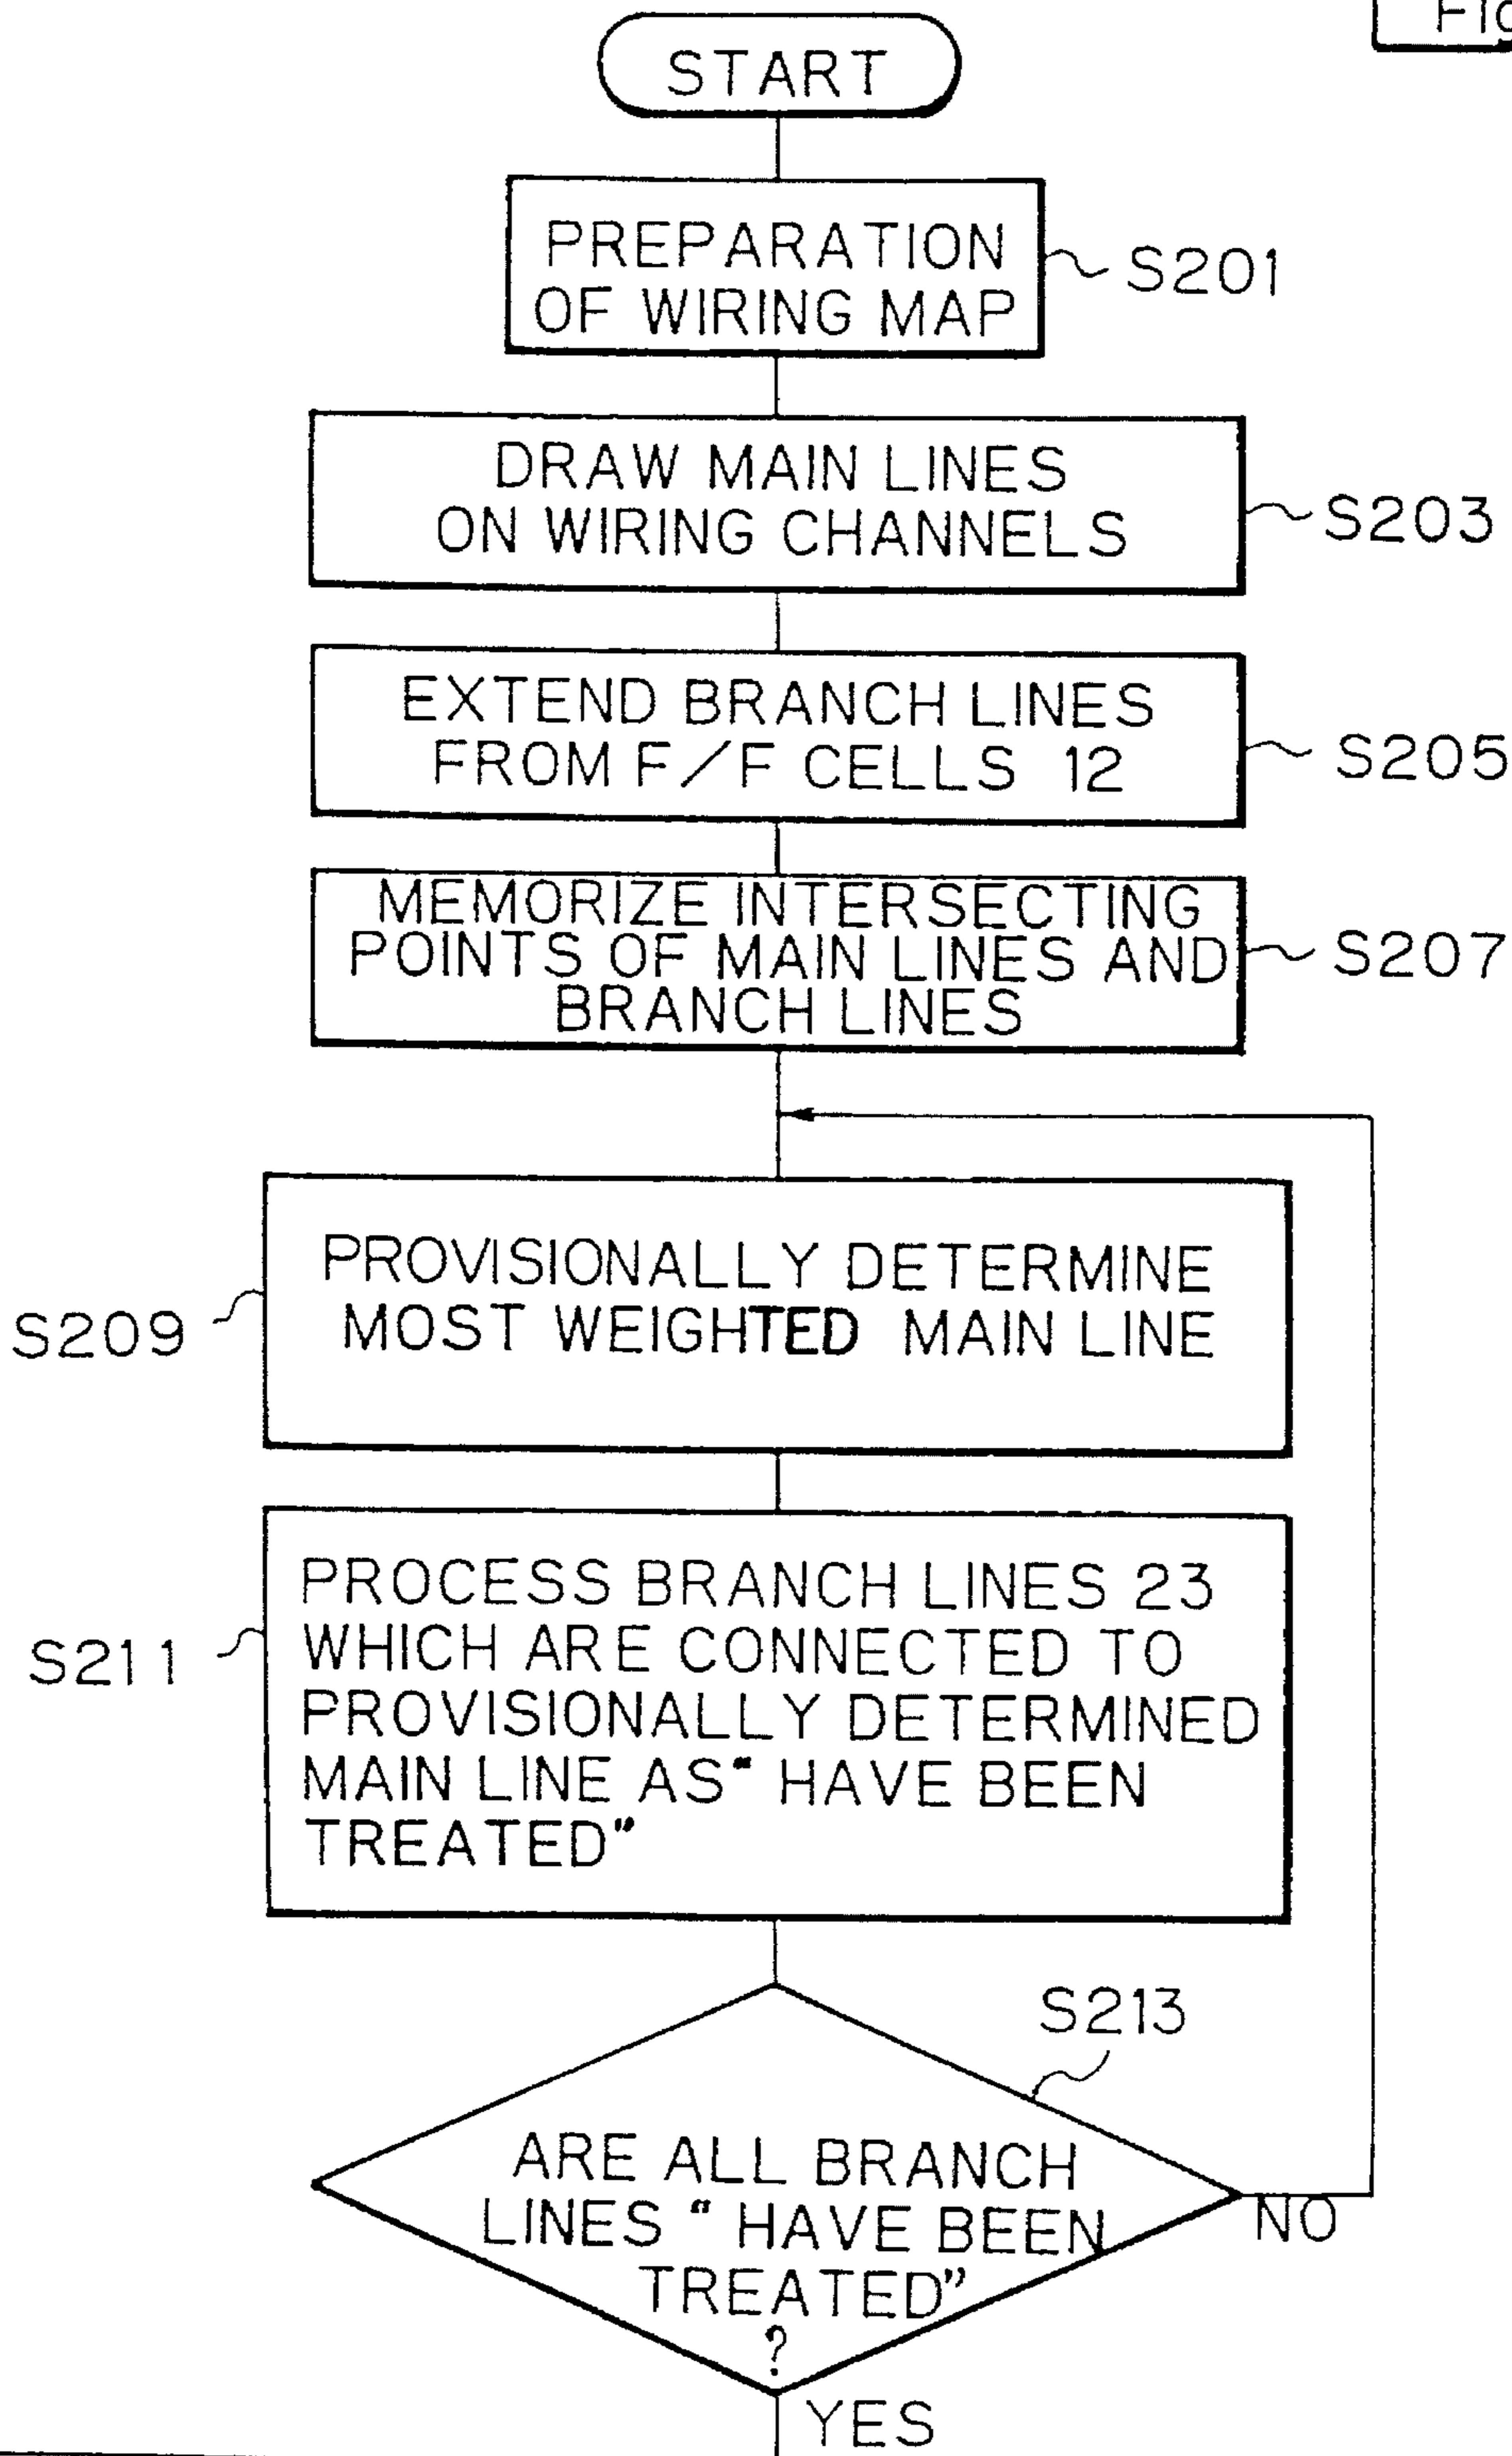 START
PREPARATION
OF WIRING MAP
S201
DRAW MAIN LINES
ON WIRING CHANNELS
S203
EXTEND BRANCH LINES
FROM F/F CELLS 12
S205
MEMORIZE INTERSECTING
POINTS OF MAIN LINES AND
BRANCH LINES
S207
PROVISIONALLY DETERMINE
MOST WEIGHTED MAIN LINE
S209
PROCESS BRANCH LINES 23
WHICH ARE CONNECTED TO
PROVISIONALLY DETERMINED
MAIN LINE AS “ HAVE BEEN
TREATED”
S211
S213
ARE ALL BRANCH
LINES “ HAVE BEEN
TREATED”
?
NO
YES